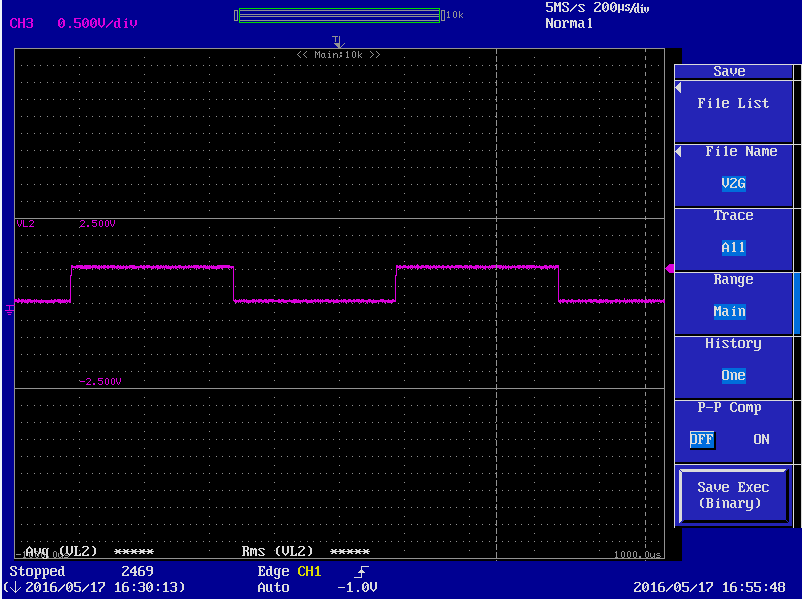 CH3 0.500V/div
10k
5MS/s 200µs/div
Normal
<< Main:10k >>
VL2 2.500V
-2.500V
Avg (VL2) *****
Rms (VL2) *****
1000.0us
Stopped 2469
Edge CH1
(↓2016/05/17 16:30:13)
Auto -1.0V
2016/05/17 16:55:48
Save
File List
File Name
V2G
Trace
All
Range
Main
History
One
P-P Comp
OFF ON
Save Exec
(Binary)